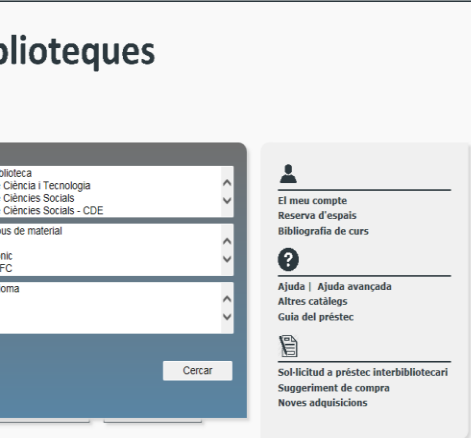 blioteques
Ciència i Tecnologia
Ciències Socials
Ciències Socials - CDE
us de material
nic
FC
oma
Cercar
El meu compte
Reserva d'espais
Bibliografia de curs
Ajuda | Ajuda avançada
Altres catàlegs
Guia del préstec
Sol·licitud a préstec interbibliotecari
Suggeriment de compra
Noves adquisicions